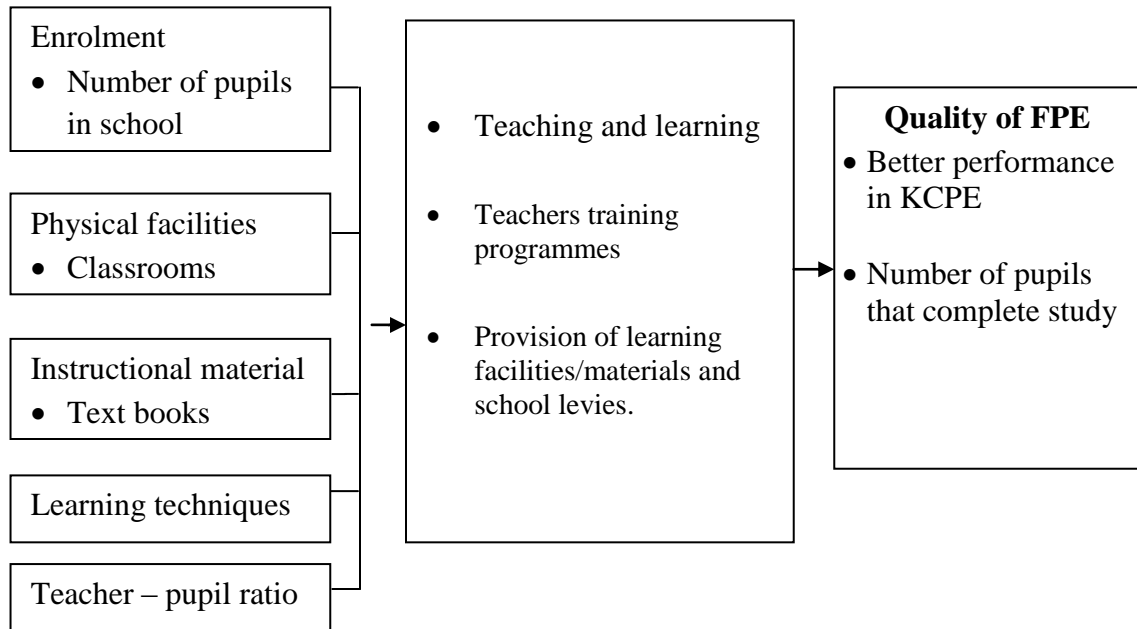 Enrolment
• Number of pupils
in school
Physical facilities
• Classrooms
Instructional material
• Text books
Learning techniques
Teacher – pupil ratio
• Teaching and learning
• Teachers training
programmes
• Provision of learning
facilities/materials and
school levies.
Quality of FPE
• Better performance
in KCPE
• Number of pupils
that complete study